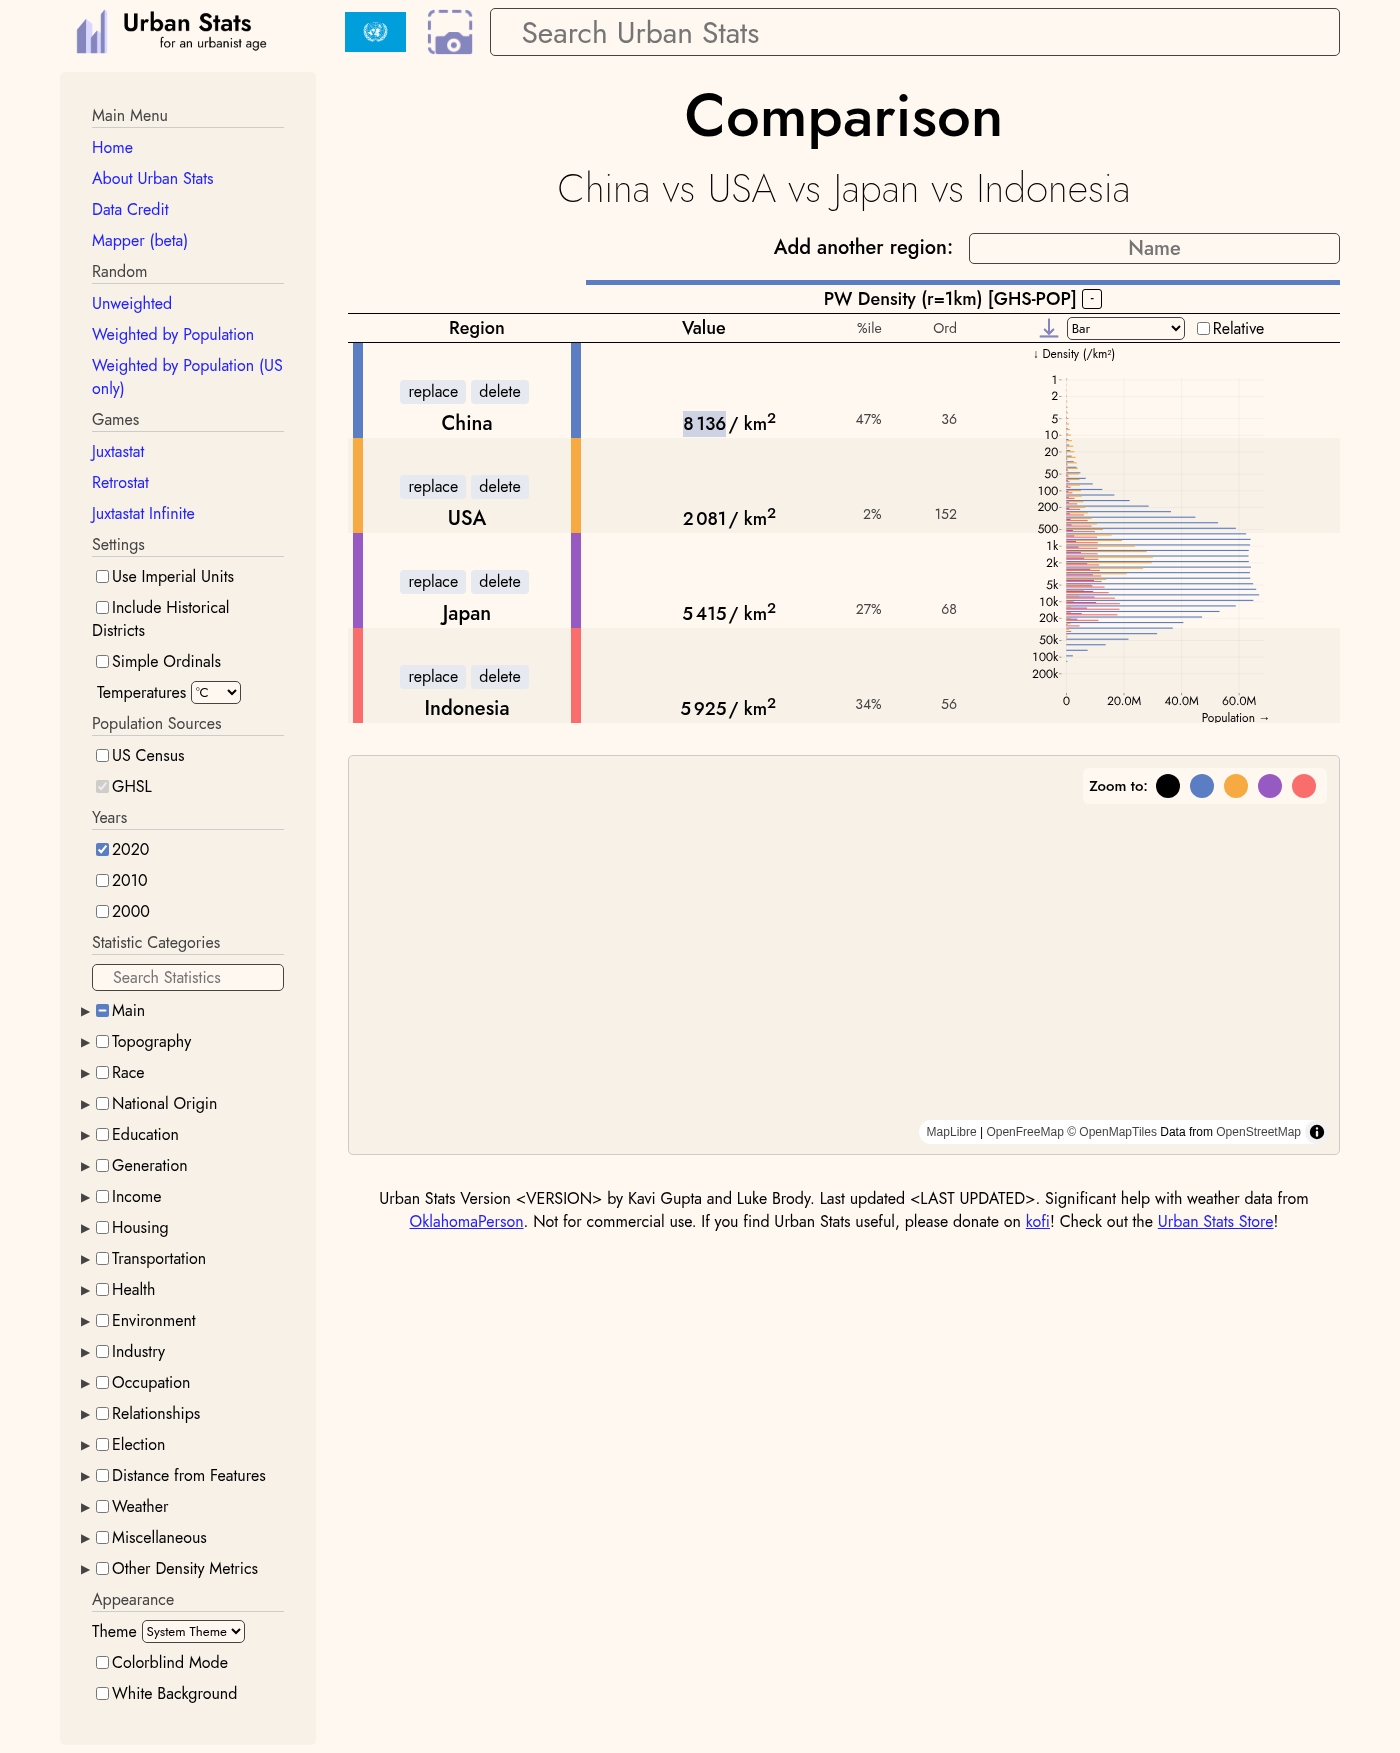 Urban Stats
for an urbanist age
Search Urban Stats
Main Menu
Home
About Urban Stats
Data Credit
Mapper (beta)
Random
Unweighted
Weighted by Population
Weighted by Population (US
only)
Games
Juxtastat
Retrostat
Juxtastat Infinite
Settings
Use Imperial Units
Include Historical
Districts
Simple Ordinals
Temperatures °C
Population Sources
US Census
GHSL
Years
2020
2010
2000
Statistic Categories
Search Statistics
Main
Topography
Race
National Origin
Education
Generation
Income
Housing
Transportation
Health
Environment
Industry
Occupation
Relationships
Election
Distance from Features
Weather
Miscellaneous
Other Density Metrics
Appearance
Theme System Theme
Colorblind Mode
White Background
Comparison
China vs USA vs Japan vs Indonesia
Add another region: Name
PW Density (r=1km) [GHS-POP] -
Region Value %ile Ord Bar Relative
replace delete
China 8 136 / km² 47% 36
replace delete
USA 2 081 / km² 2% 152
replace delete
Japan 5 415 / km² 27% 68
replace delete
Indonesia 5 925 / km² 34% 56
↓ Density (/km²)
1
2
5
10
20
50
100
200
500
1k
2k
5k
10k
20k
50k
100k
200k
0 20.0M 40.0M 60.0M
Population →
Zoom to:
MapLibre | OpenFreeMap © OpenMapTiles Data from OpenStreetMap
Urban Stats Version <VERSION> by Kavi Gupta and Luke Brody. Last updated <LAST UPDATED>. Significant help with weather data from
OklahomaPerson. Not for commercial use. If you find Urban Stats useful, please donate on kofi! Check out the Urban Stats Store!